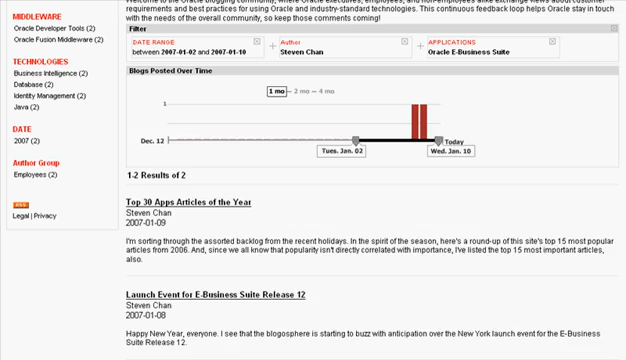 MIDDLEWARE
Oracle Developer Tools (2)
Oracle Fusion Middleware (2)
TECHNOLOGIES
Business Intelligence (2)
Database (2)
Identity Management (2)
Java (2)
DATE
2007 (2)
Author Group
Employees (2)
RSS
Legal | Privacy
Welcome to the Oracle blogging community, where Oracle executives, employees, and non-employees alike exchange views about customer
requirements and best practices for using Oracle and industry-standard technologies. This continuous feedback loop helps Oracle stay in touch
with the needs of the overall community, so keep those comments coming!
Filter
DATE RANGE
between 2007-01-02 and 2007-01-10
+
Author
Steven Chan
+
APPLICATIONS
Oracle E-Business Suite
Blogs Posted Over Time
1 mo – 2 mo – 4 mo
1
Dec. 12
Today
Tues. Jan. 02
Wed. Jan. 10
1-2 Results of 2
Top 30 Apps Articles of the Year
Steven Chan
2007-01-09
I'm sorting through the assorted backlog from the recent holidays. In the spirit of the season, here's a round-up of this site's top 15 most popular
articles from 2006. And, since we all know that popularity isn't directly correlated with importance, I've listed the top 15 most important articles,
also.
Launch Event for E-Business Suite Release 12
Steven Chan
2007-01-08
Happy New Year, everyone. I see that the blogosphere is starting to buzz with anticipation over the New York launch event for the E-Business
Suite Release 12.